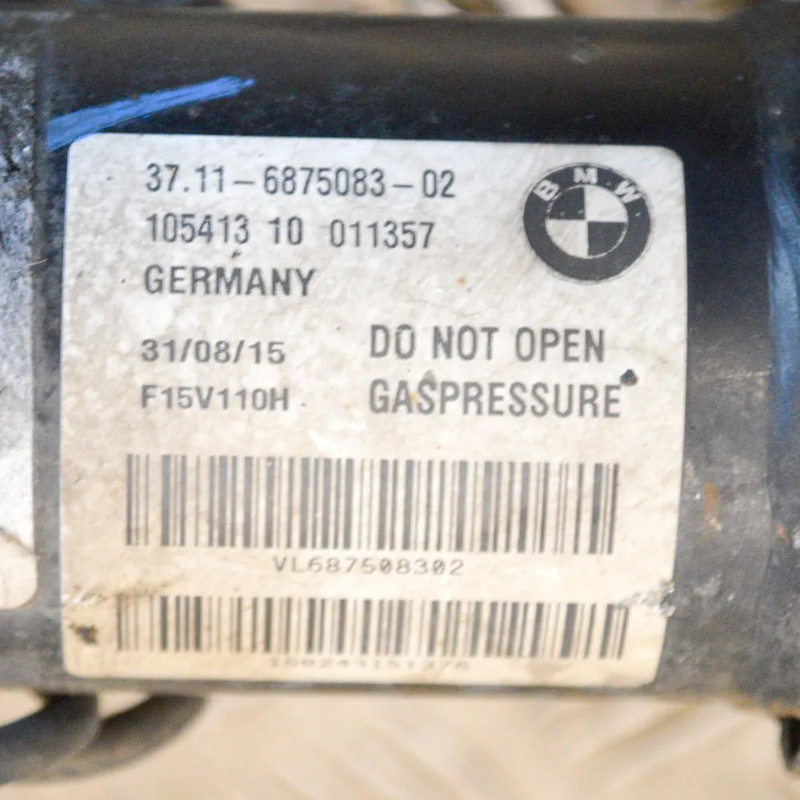 37.11-6875083-02
BMW
105413 10 011357
GERMANY
31/08/15
DO NOT OPEN
F15V110H
GASPRESSURE
VL687508302